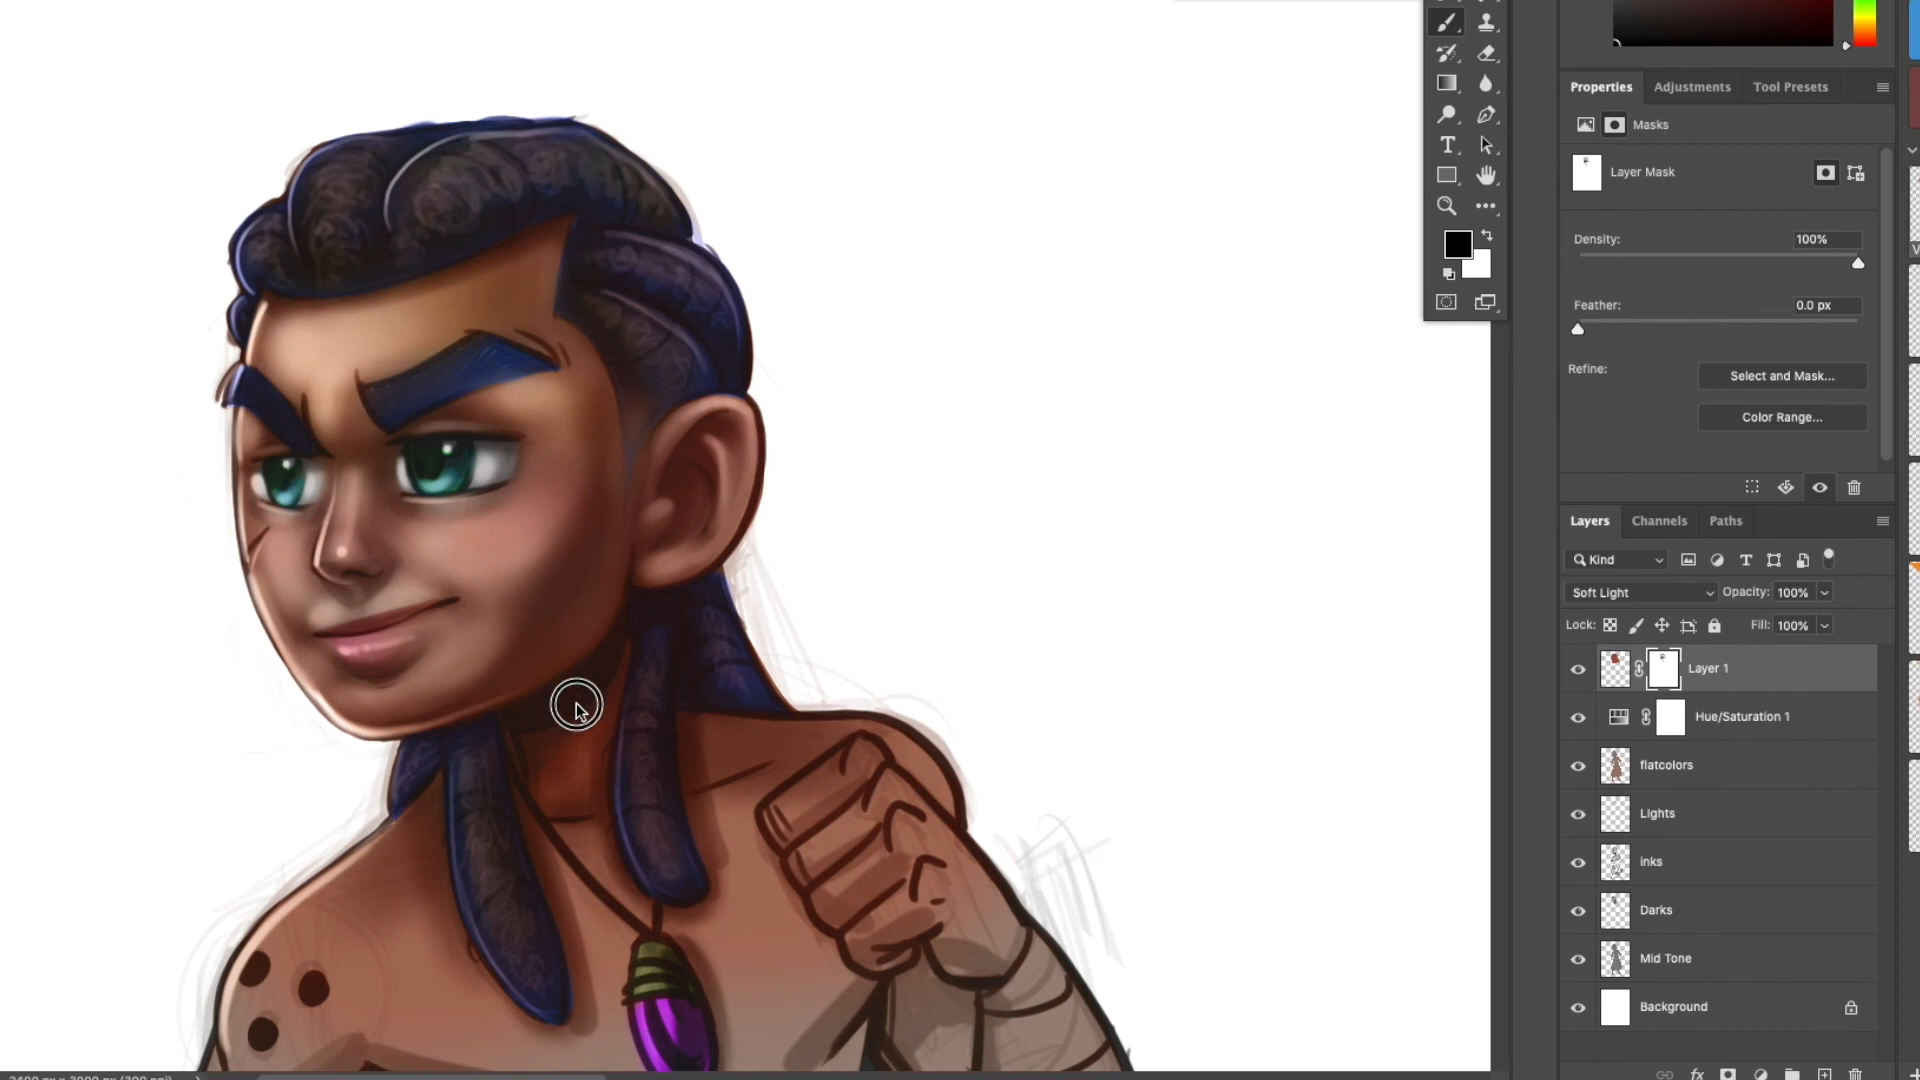 Properties
Adjustments
Tool Presets
Masks
Layer Mask
Density:
100%
Feather:
0.0 px
Refine:
Select and Mask...
Color Range...
Layers
Channels
Paths
Kind
Soft Light
Opacity:
100%
Lock:
Fill:
100%
Layer 1
Hue/Saturation 1
flatcolors
Lights
inks
Darks
Mid Tone
Background
fx